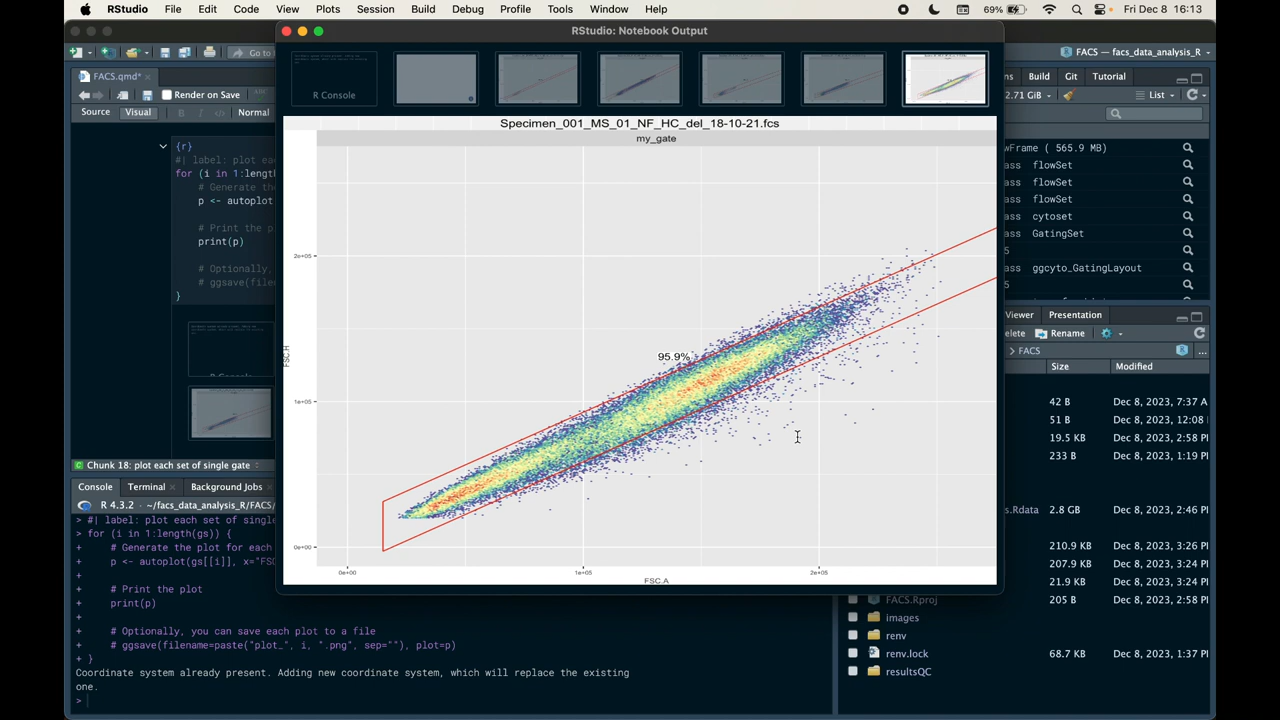 RStudio File Edit Code View Plots Session Build Debug Profile Tools Window Help 69% Fri Dec 8 16:13
RStudio: Notebook Output
Go to
FACS — facs_data_analysis_R
FACS.qmd*
Build Git Tutorial
Render on Save
2.71 GiB List
Source Visual Normal
R Console
Specimen_001_MS_01_NF_HC_del_18-10-21.fcs
my_gate
{r}
#| label: plot ea
for (i in 1:lengt
# Generate th
p <- autoplot
# Print the p
print(p)
# Optionally,
# ggsave(file
}
wFrame ( 565.9 MB)
ass flowSet
ass flowSet
ass flowSet
ass cytoset
ass GatingSet
5
ass ggcyto_GatingLayout
5
2e+05
1e+05
0e+00
FSC.H
95.9%
0e+00 1e+05 2e+05
FSC.A
Viewer Presentation
elete Rename
FACS ...
Size Modified
42 B Dec 8, 2023, 7:37 A
51 B Dec 8, 2023, 12:08
19.5 KB Dec 8, 2023, 2:58 P
233 B Dec 8, 2023, 1:19 P
s.Rdata 2.8 GB Dec 8, 2023, 2:46 P
210.9 KB Dec 8, 2023, 3:26 P
207.9 KB Dec 8, 2023, 3:24 P
21.9 KB Dec 8, 2023, 3:24 P
FACS.Rproj 205 B Dec 8, 2023, 2:58 P
images
renv
renv.lock 68.7 KB Dec 8, 2023, 1:37 P
resultsQC
Chunk 18: plot each set of single gate
Console Terminal Background Jobs
R 4.3.2 · ~/facs_data_analysis_R/FACS/
> #| label: plot each set of single
> for (i in 1:length(gs)) {
+ # Generate the plot for each
+ p <- autoplot(gs[[i]], x="FSC
+
+ # Print the plot
+ print(p)
+
+ # Optionally, you can save each plot to a file
+ # ggsave(filename=paste("plot_", i, ".png", sep=""), plot=p)
+ }
Coordinate system already present. Adding new coordinate system, which will replace the existing
one.
>